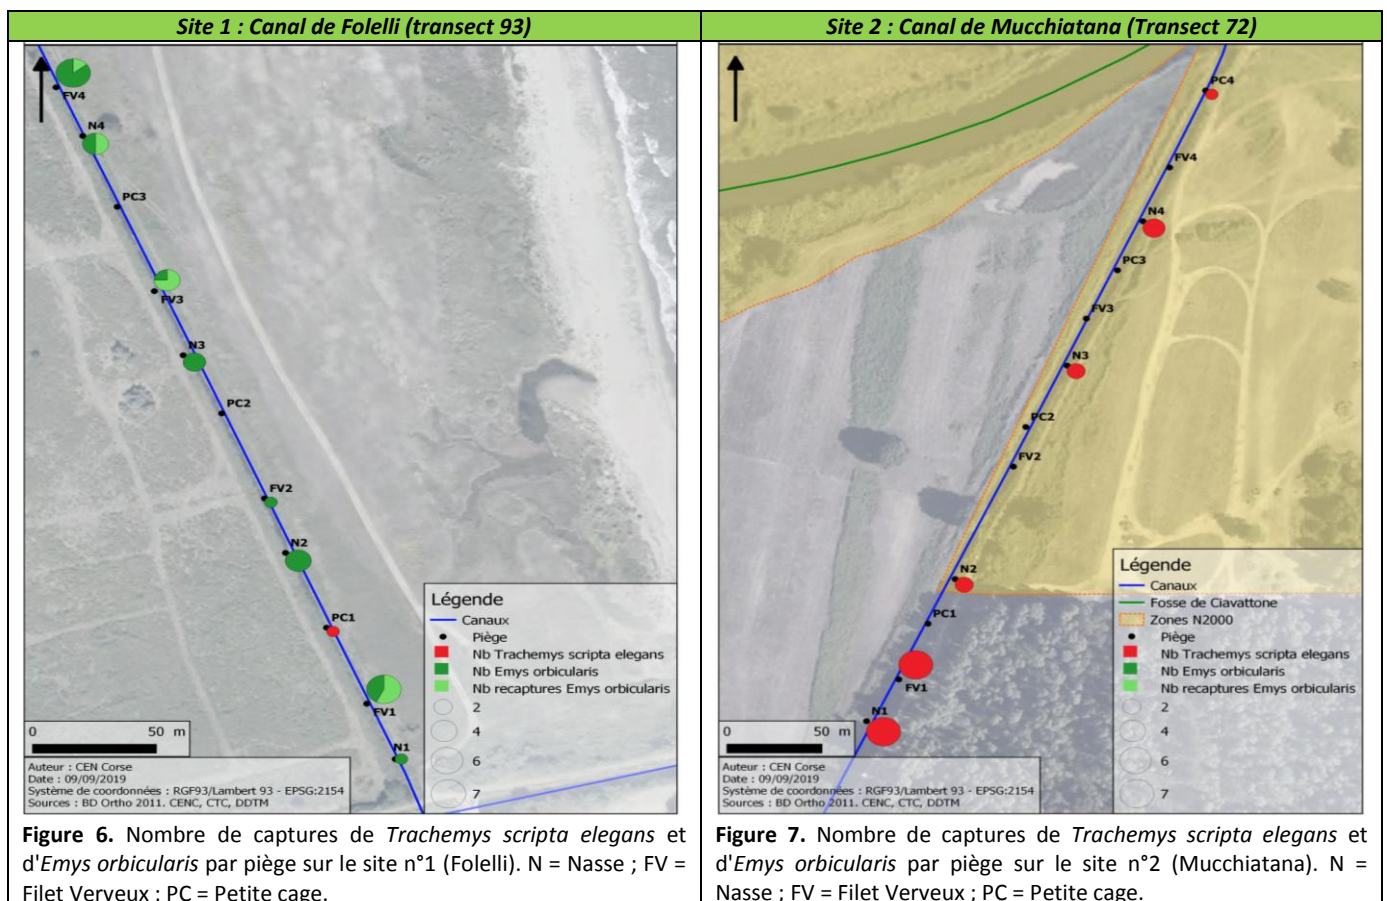 Site 1 : Canal de Folelli (transect 93)
FV4
N4
PC3
FV3
N3
PC2
FV2
N2
PC1
FV1
N1
Légende
Canaux
Piège
Nb Trachemys scripta elegans
Nb Emys orbicularis
Nb recaptures Emys orbicularis
2
4
6
7
0 50 m
Auteur : CEN Corse
Date : 09/09/2019
Système de coordonnées : RGF93/Lambert 93 - EPSG:2154
Sources : BD Ortho 2011. CENC, CTC, DDTM
Figure 6. Nombre de captures de Trachemys scripta elegans et
d'Emys orbicularis par piège sur le site n°1 (Folelli). N = Nasse ; FV =
Filet Verveux ; PC = Petite cage.
Site 2 : Canal de Mucchiatana (Transect 72)
PC4
FV4
N4
PC3
FV3
N3
PC2
FV2
N2
PC1
FV1
N1
Légende
Canaux
Fosse de Ciavattone
Zones N2000
Piège
Nb Trachemys scripta elegans
Nb Emys orbicularis
Nb recaptures Emys orbicularis
2
4
6
7
0 50 m
Auteur : CEN Corse
Date : 09/09/2019
Système de coordonnées : RGF93/Lambert 93 - EPSG:2154
Sources : BD Ortho 2011. CENC, CTC, DDTM
Figure 7. Nombre de captures de Trachemys scripta elegans et
d'Emys orbicularis par piège sur le site n°2 (Mucchiatana). N =
Nasse ; FV = Filet Verveux ; PC = Petite cage.